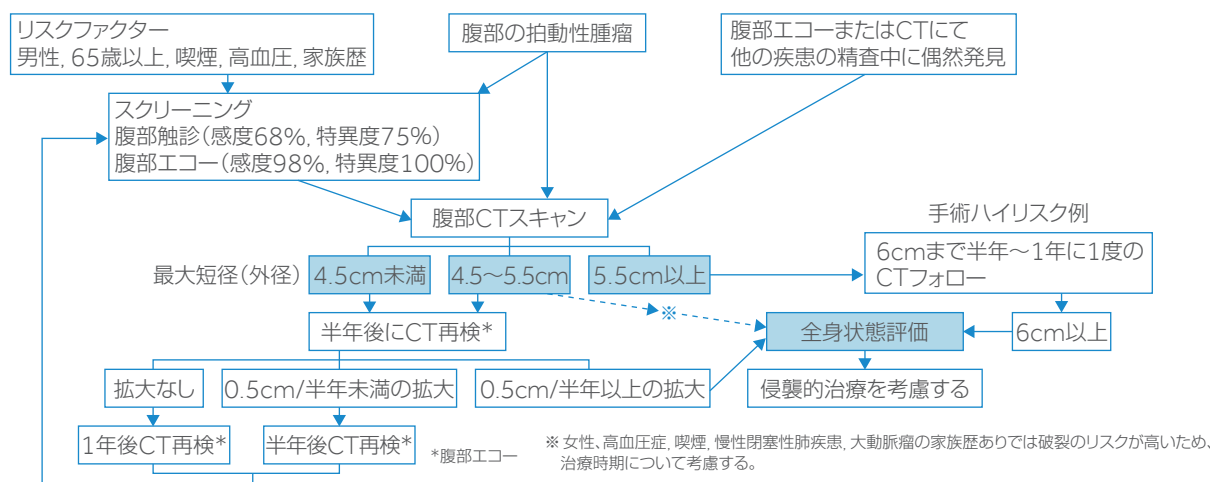 リスクファクター
男性, 65歳以上, 喫煙, 高血圧, 家族歴
腹部の拍動性腫瘤
腹部エコーまたはCTにて
他の疾患の精査中に偶然発見
スクリーニング
腹部触診(感度68%, 特異度75%)
腹部エコー(感度98%, 特異度100%)
腹部CTスキャン
手術ハイリスク例
最大短径(外径)
4.5cm未満
4.5〜5.5cm
5.5cm以上
6cmまで半年〜1年に1度の
CTフォロー
※
半年後にCT再検*
全身状態評価
6cm以上
拡大なし
0.5cm/半年未満の拡大
0.5cm/半年以上の拡大
侵襲的治療を考慮する
1年後CT再検*
半年後CT再検*
*腹部エコー
※女性、高血圧症, 喫煙, 慢性閉塞性肺疾患, 大動脈瘤の家族歴ありでは破裂のリスクが高いため、
治療時期について考慮する。